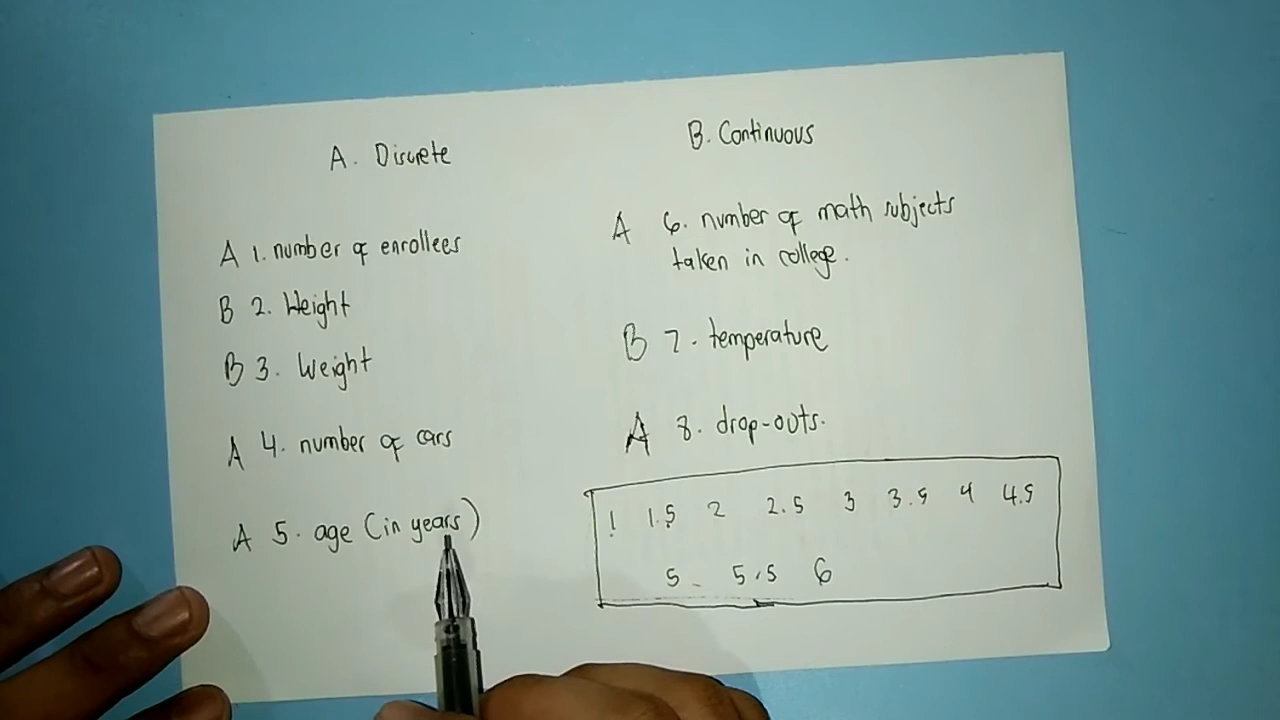 A. Discrete
B. Continuous
A 1. number of enrollees
B 2. Height
B 3. Weight
A 4. number of cars
A 5. age (in years)
A 6. number of math subjects
taken in college.
B 7. temperature
A 8. drop-outs.
1 1.5 2 2.5 3 3.5 4 4.5
5 5.5 6